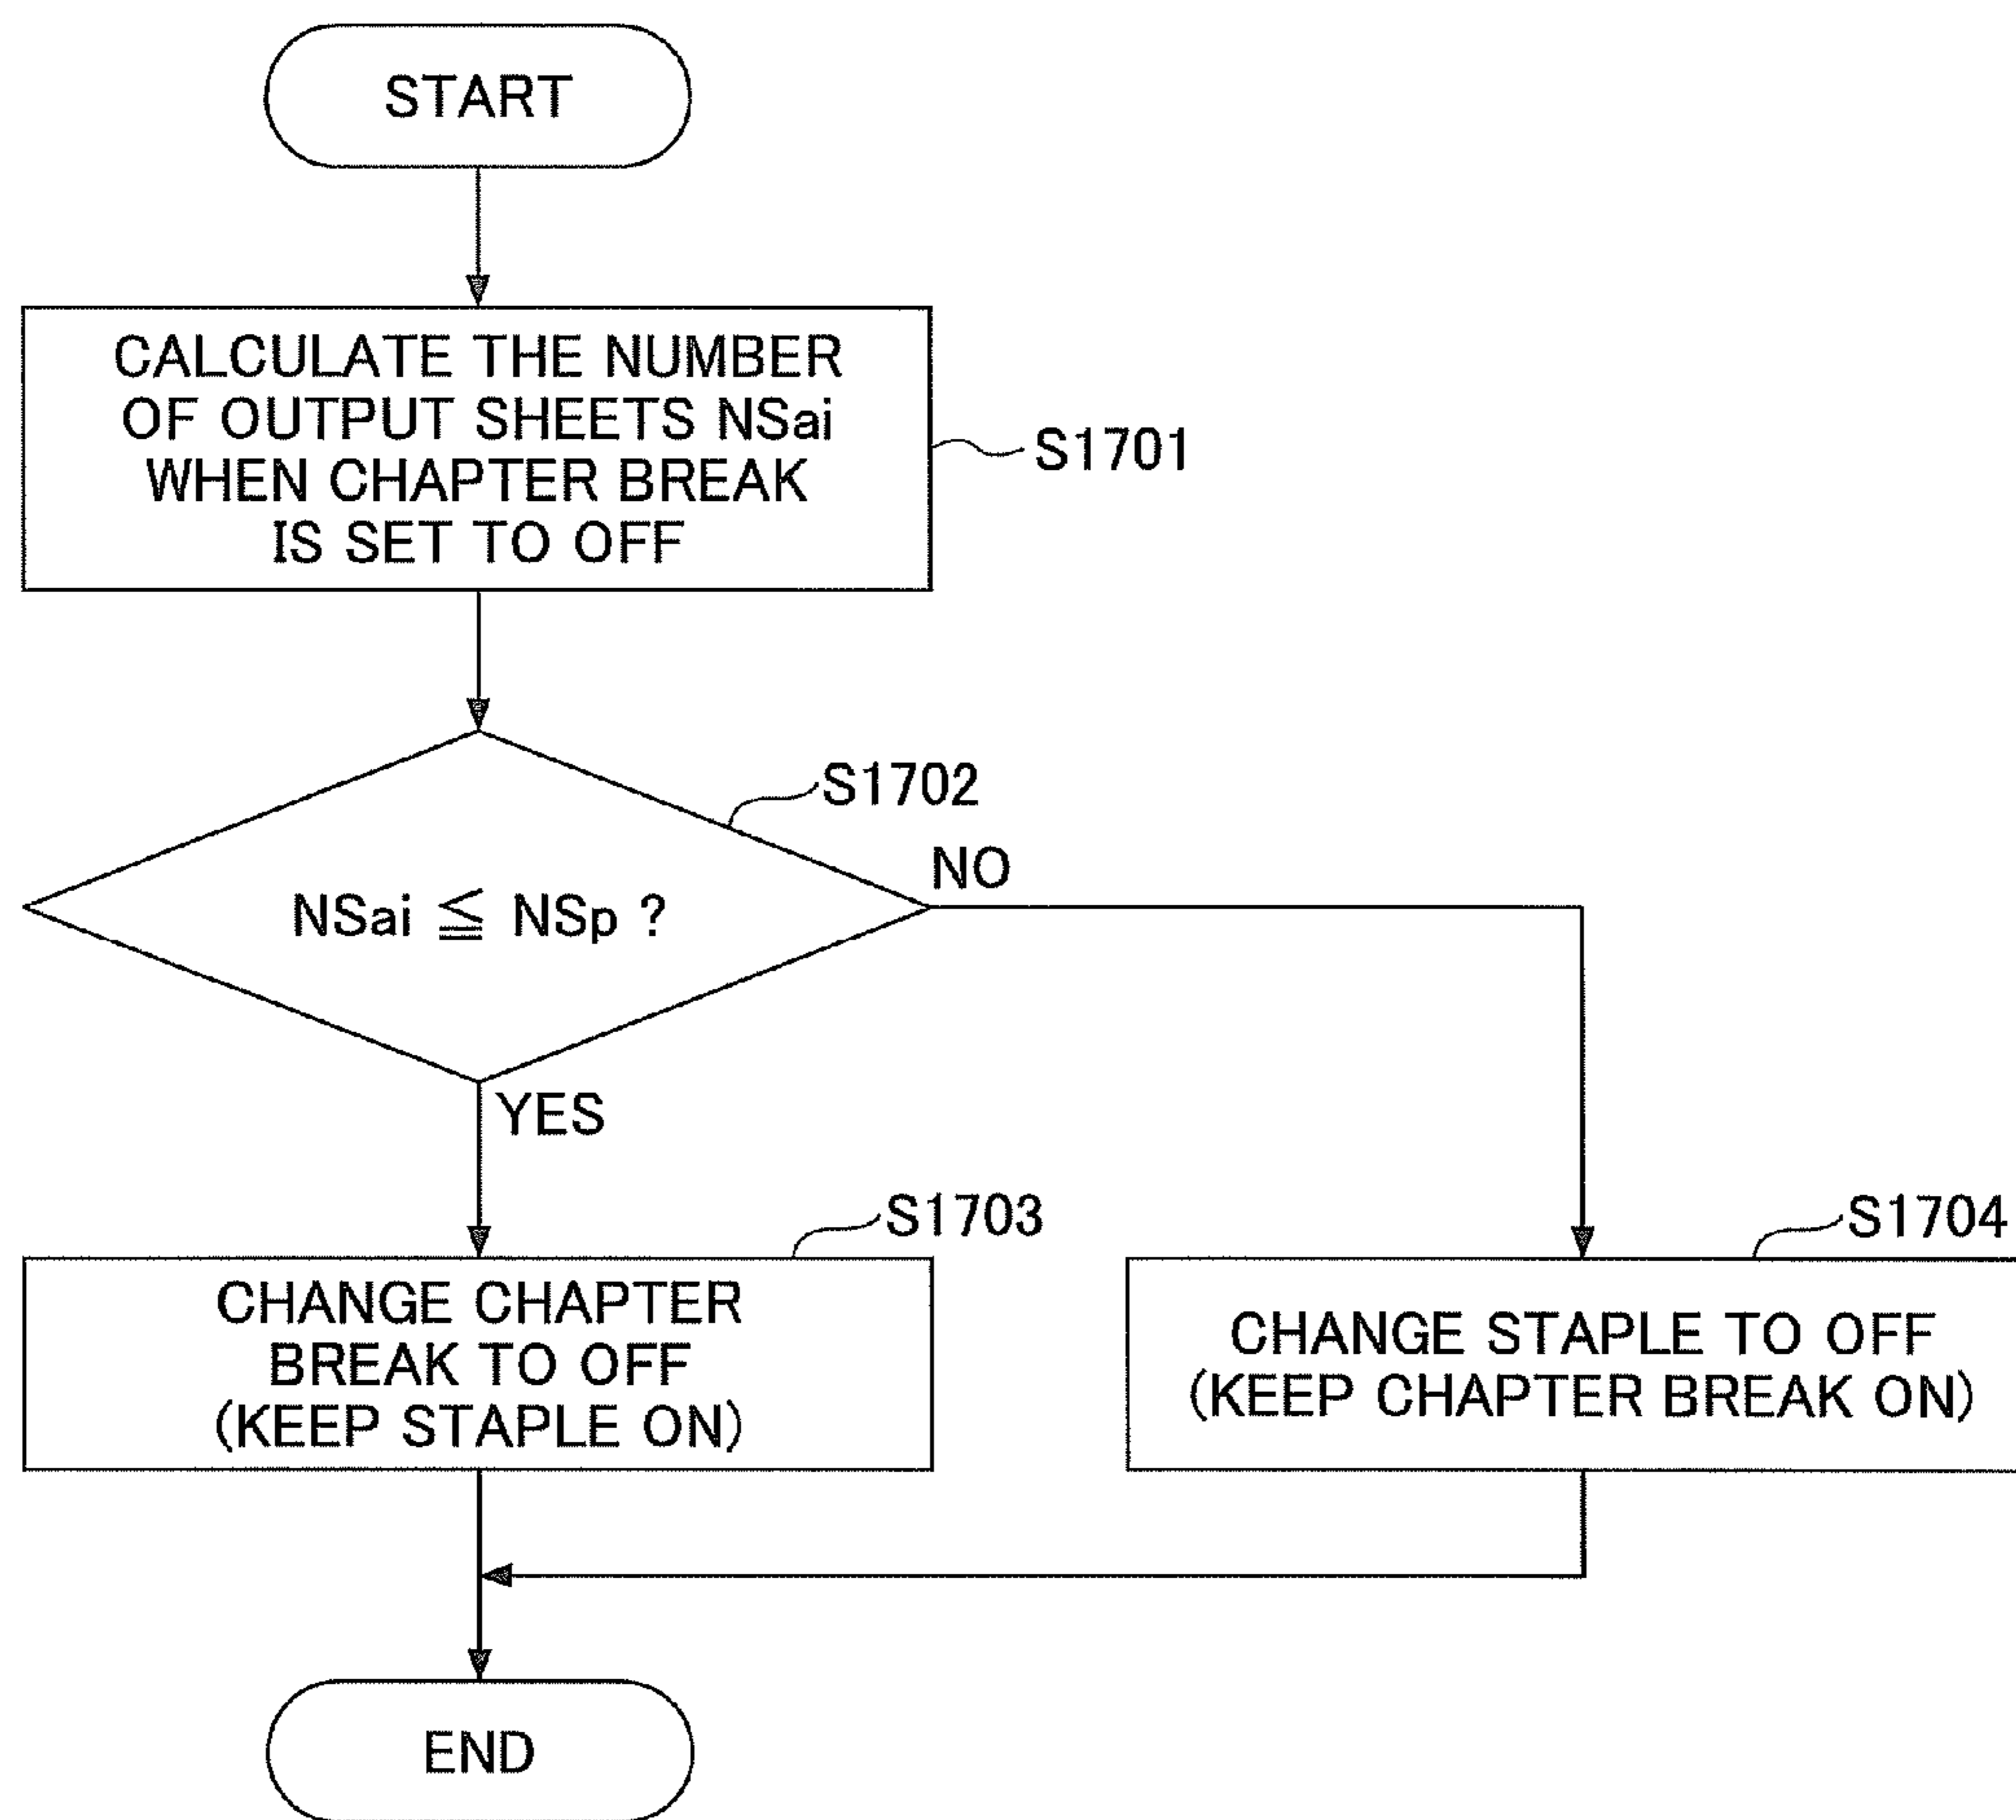 START
CALCULATE THE NUMBER
OF OUTPUT SHEETS NSai
WHEN CHAPTER BREAK
IS SET TO OFF
S1701
S1702
NSai ≦ NSp ?
NO
YES
S1703
CHANGE CHAPTER
BREAK TO OFF
(KEEP STAPLE ON)
S1704
CHANGE STAPLE TO OFF
(KEEP CHAPTER BREAK ON)
END